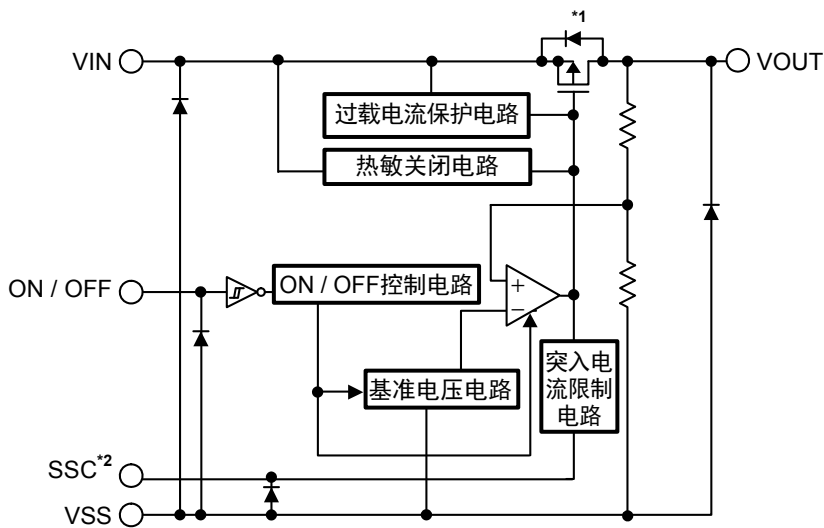 *1
VIN
VOUT
过载电流保护电路
热敏关闭电路
ON / OFF
ON / OFF控制电路
+
−
基准电压电路
突入电
流限制
电路
SSC*2
VSS